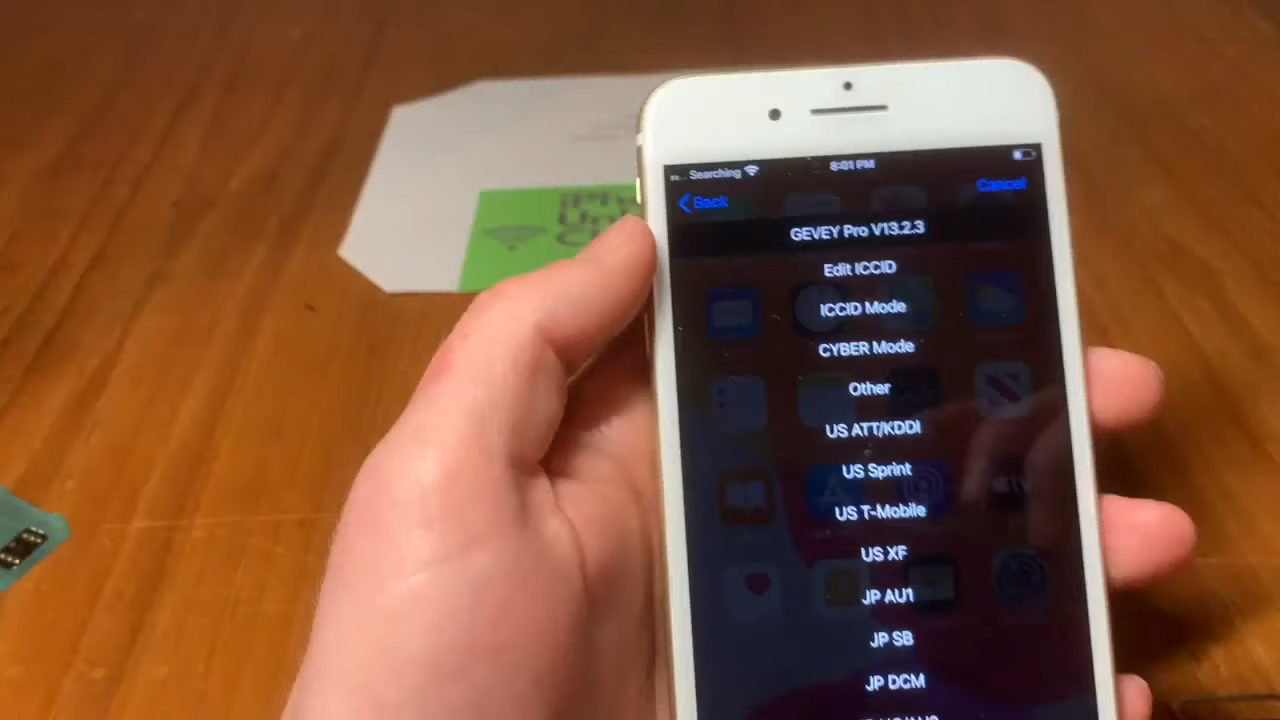 Searching
8:01 PM
Back
Cancel
GEVEY Pro V13.2.3
Edit ICCID
ICCID Mode
CYBER Mode
Other
US ATT/KDDI
US Sprint
US T-Mobile
US XF
JP AU1
JP SB
JP DCM